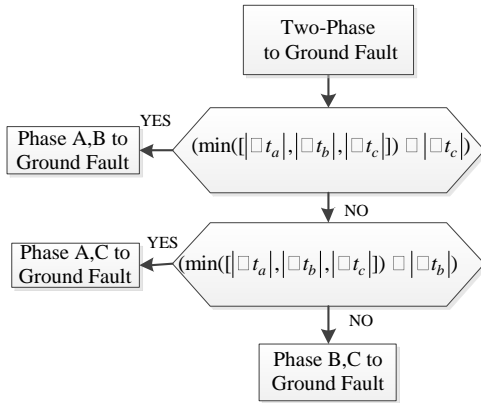 Two-Phase
to Ground Fault
YES
Phase A,B to
Ground Fault
(min([|□t_a|,|□t_b|,|□t_c|]) □ |□t_c|)
NO
YES
Phase A,C to
Ground Fault
(min([|□t_a|,|□t_b|,|□t_c|]) □ |□t_b|)
NO
Phase B,C to
Ground Fault